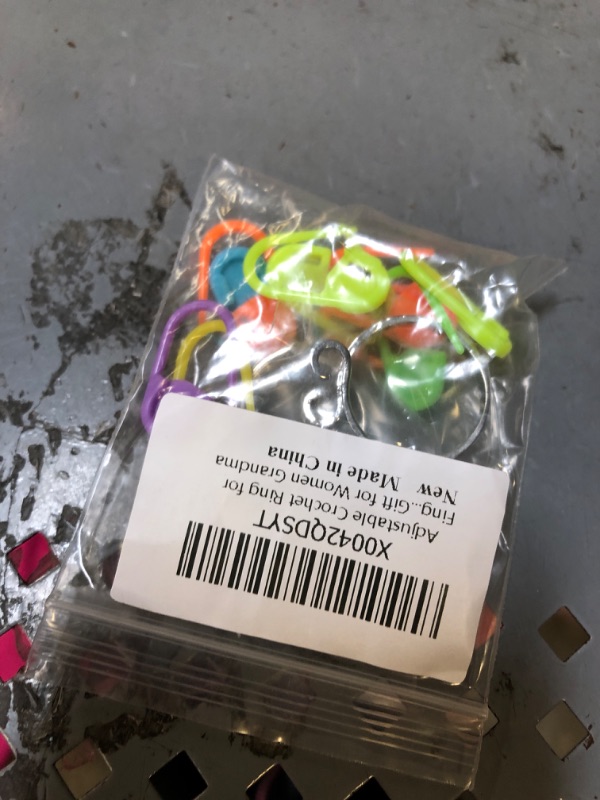 X0042QDSYT
Adjustable Crochet Ring for
Fing...Gift for Women Grandma
New Made in China